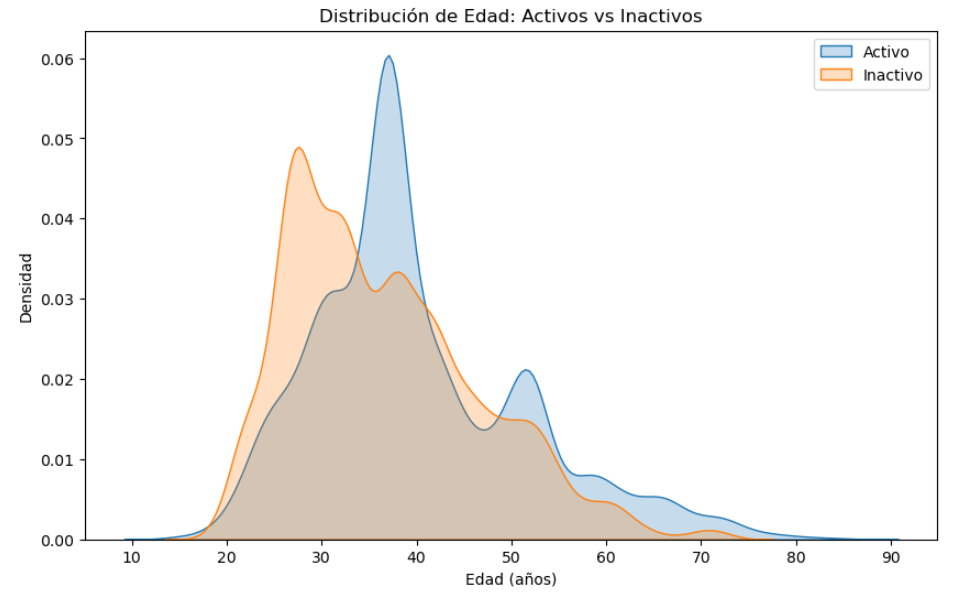 Distribución de Edad: Activos vs Inactivos
Activo
Inactivo
Densidad
0.06
0.05
0.04
0.03
0.02
0.01
0.00
10 20 30 40 50 60 70 80 90
Edad (años)